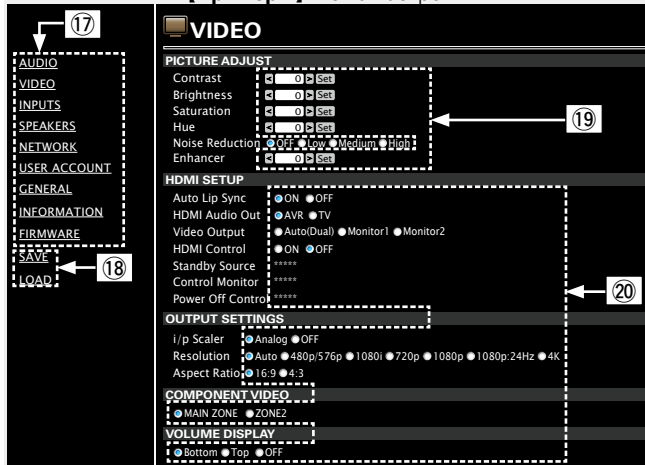 ⑰
AUDIO
VIDEO
INPUTS
SPEAKERS
NETWORK
USER ACCOUNT
GENERAL
INFORMATION
FIRMWARE
SAVE
LOAD
⑱
VIDEO
PICTURE ADJUST
Contrast < 0 > Set
Brightness < 0 > Set
Saturation < 0 > Set
Hue < 0 > Set
Noise Reduction OFF Low Medium High
Enhancer < 0 > Set
⑲
HDMI SETUP
Auto Lip Sync ON OFF
HDMI Audio Out AVR TV
Video Output Auto(Dual) Monitor1 Monitor2
HDMI Control ON OFF
Standby Source *****
Control Monitor *****
Power Off Control *****
⑳
OUTPUT SETTINGS
i/p Scaler Analog OFF
Resolution Auto 480p/576p 1080i 720p 1080p 1080p:24Hz 4K
Aspect Ratio 16:9 4:3
COMPONENT VIDEO
MAIN ZONE ZONE2
VOLUME DISPLAY
Bottom Top OFF